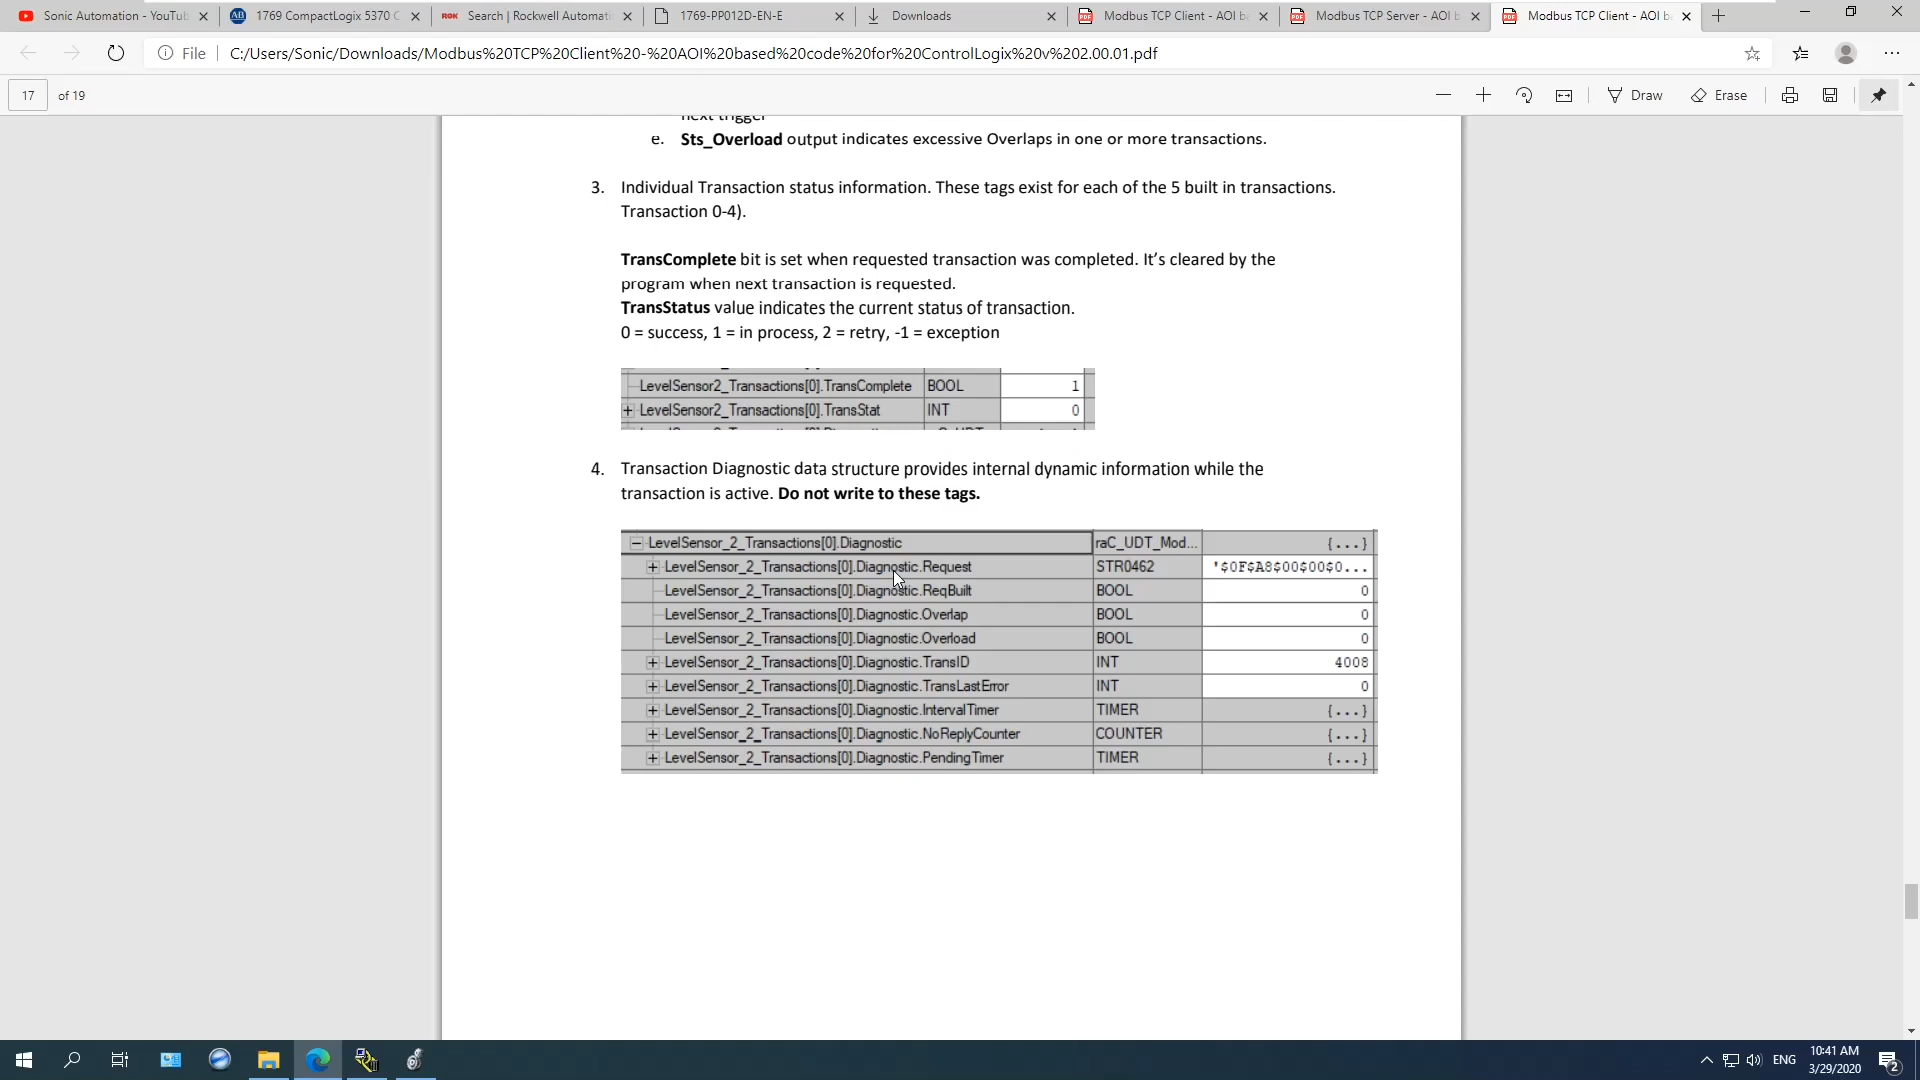 Sonic Automation - YouTub
1769 CompactLogix 5370 C
ROK Search | Rockwell Automati
1769-PP012D-EN-E
Downloads
Modbus TCP Client - AOI ba
Modbus TCP Server - AOI b
Modbus TCP Client - AOI b
File C:/Users/Sonic/Downloads/Modbus%20TCP%20Client%20-%20AOI%20based%20code%20for%20ControlLogix%20v%202.00.01.pdf
17 of 19 Draw Erase
next trigger
e. Sts_Overload output indicates excessive Overlaps in one or more transactions.
3. Individual Transaction status information. These tags exist for each of the 5 built in transactions.
Transaction 0-4).
TransComplete bit is set when requested transaction was completed. It's cleared by the
program when next transaction is requested.
TransStatus value indicates the current status of transaction.
0 = success, 1 = in process, 2 = retry, -1 = exception
LevelSensor2_Transactions[0].TransComplete BOOL 1
+ LevelSensor2_Transactions[0].TransStat INT 0
4. Transaction Diagnostic data structure provides internal dynamic information while the
transaction is active. Do not write to these tags.
− LevelSensor_2_Transactions[0].Diagnostic raC_UDT_Mod... {...}
+ LevelSensor_2_Transactions[0].Diagnostic.Request STR0462 '$0F$A8$00$00$0...
LevelSensor_2_Transactions[0].Diagnostic.ReqBuilt BOOL 0
LevelSensor_2_Transactions[0].Diagnostic.Overlap BOOL 0
LevelSensor_2_Transactions[0].Diagnostic.Overload BOOL 0
+ LevelSensor_2_Transactions[0].Diagnostic.TransID INT 4008
+ LevelSensor_2_Transactions[0].Diagnostic.TransLastError INT 0
+ LevelSensor_2_Transactions[0].Diagnostic.IntervalTimer TIMER {...}
+ LevelSensor_2_Transactions[0].Diagnostic.NoReplyCounter COUNTER {...}
+ LevelSensor_2_Transactions[0].Diagnostic.PendingTimer TIMER {...}
ENG
10:41 AM
3/29/2020
2